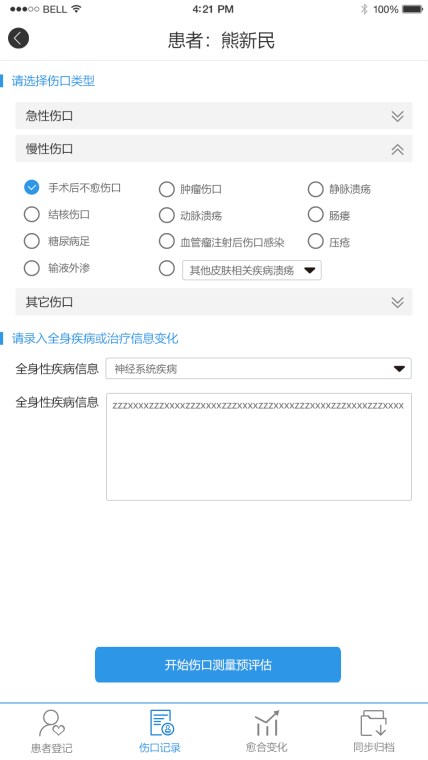 BELL 4:21 PM 100%
患者：熊新民
请选择伤口类型
急性伤口
慢性伤口
手术后不愈伤口 肿瘤伤口 静脉溃疡
结核伤口 动脉溃疡 肠瘘
糖尿病足 血管瘤注射后伤口感染 压疮
输液外渗 其他皮肤相关疾病溃疡
其它伤口
请录入全身疾病或治疗信息变化
全身性疾病信息 神经系统疾病
全身性疾病信息 zzzxxxxzzzxxxxzzzxxxxzzzxxxxzzzxxxxzzzxxxxzzzxxxxzzzxxxx
开始伤口测量预评估
患者登记 伤口记录 愈合变化 同步归档